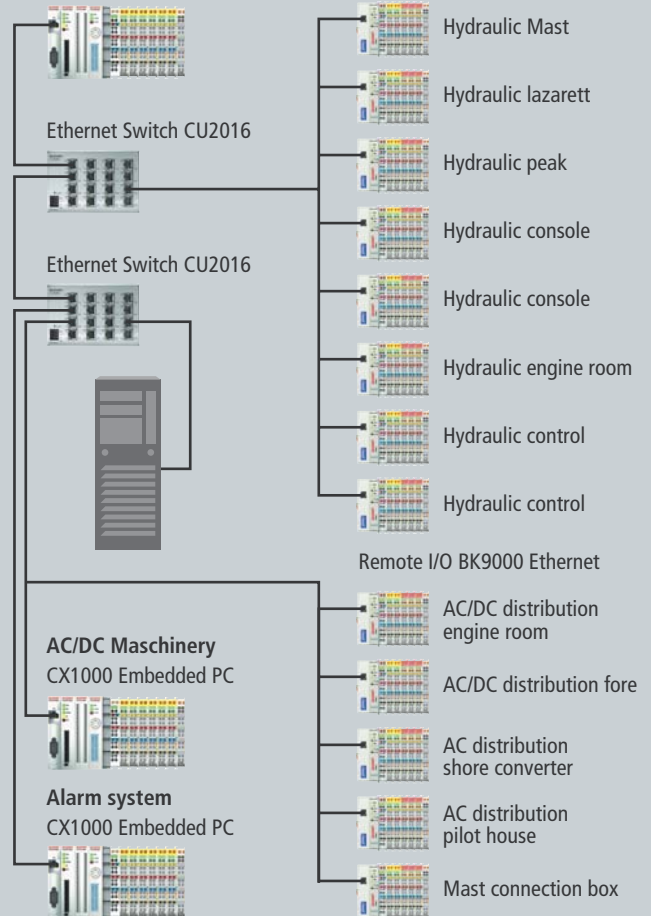 Ethernet Switch CU2016
Ethernet Switch CU2016
AC/DC Maschinery
CX1000 Embedded PC
Alarm system
CX1000 Embedded PC
Hydraulic Mast
Hydraulic lazarett
Hydraulic peak
Hydraulic console
Hydraulic console
Hydraulic engine room
Hydraulic control
Hydraulic control
Remote I/O BK9000 Ethernet
AC/DC distribution
engine room
AC/DC distribution fore
AC distribution
shore converter
AC distribution
pilot house
Mast connection box